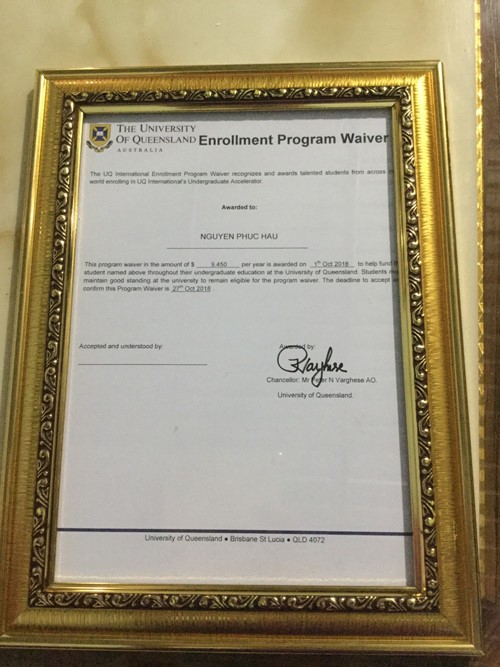 THE UNIVERSITY
OF QUEENSLAND
AUSTRALIA
Enrollment Program Waiver
The UQ International Enrollment Program Waiver recognizes and awards talented students from across
world enrolling in UQ International's Undergraduate Accelerator.
Awarded to:
NGUYEN PHUC HAU
This program waiver in the amount of $ 9.450 per year is awarded on 1st Oct 2018 to help fund
student named above throughout their undergraduate education at the University of Queensland. Students
maintain good standing at the university to remain eligible for the program waiver. The deadline to accept
confirm this Program Waiver is 27th Oct 2018 .
Accepted and understood by:
Awarded by:
PVarghese
Chancellor: Mr Peter N Varghese AO.
University of Queensland.
University of Queensland ● Brisbane St Lucia ● QLD 4072